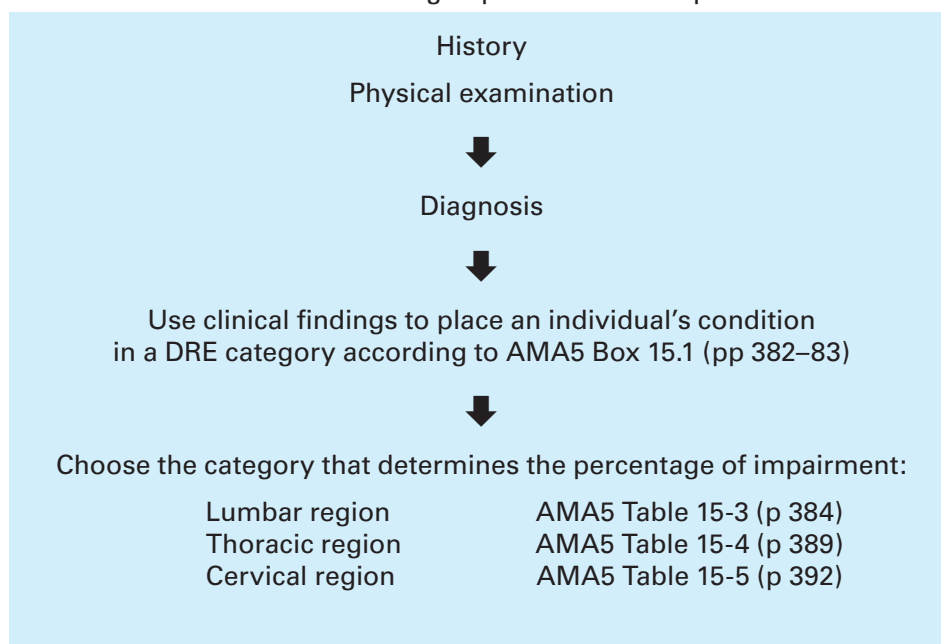 History
Physical examination
Diagnosis
Use clinical findings to place an individual’s condition
in a DRE category according to AMA5 Box 15.1 (pp 382–83)
Choose the category that determines the percentage of impairment:
Lumbar region AMA5 Table 15-3 (p 384)
Thoracic region AMA5 Table 15-4 (p 389)
Cervical region AMA5 Table 15-5 (p 392)